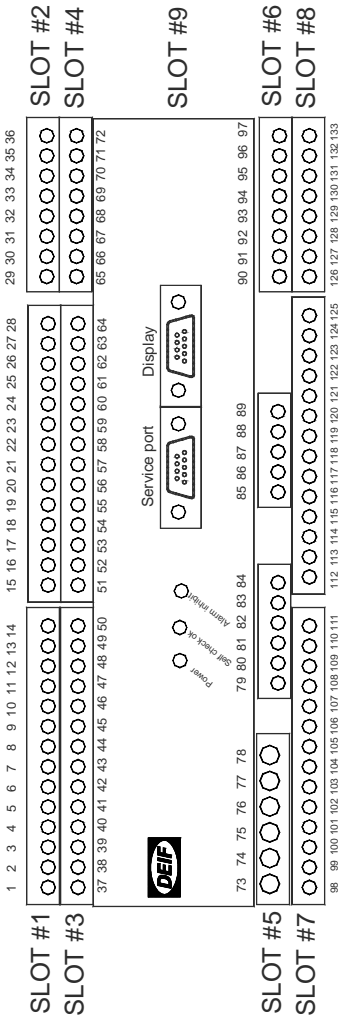 1 2 3 4 5 6 7 8 9 10 11 12 13 14 15 16 17 18 19 20 21 22 23 24 25 26 27 28 29 30 31 32 33 34 35 36
SLOT #1 SLOT #2
SLOT #3 SLOT #4
37 38 39 40 41 42 43 44 45 46 47 48 49 50 51 52 53 54 55 56 57 58 59 60 61 62 63 64 65 66 67 68 69 70 71 72
Service port Display
SLOT #9
DEIF
Power
Self check ok
Alarm inhibit
73 74 75 76 77 78 79 80 81 82 83 84 85 86 87 88 89 90 91 92 93 94 95 96 97
SLOT #5 SLOT #6
SLOT #7 SLOT #8
98 99 100 101 102 103 104 105 106 107 108 109 110 111 112 113 114 115 116 117 118 119 120 121 122 123 124 125 126 127 128 129 130 131 132 133